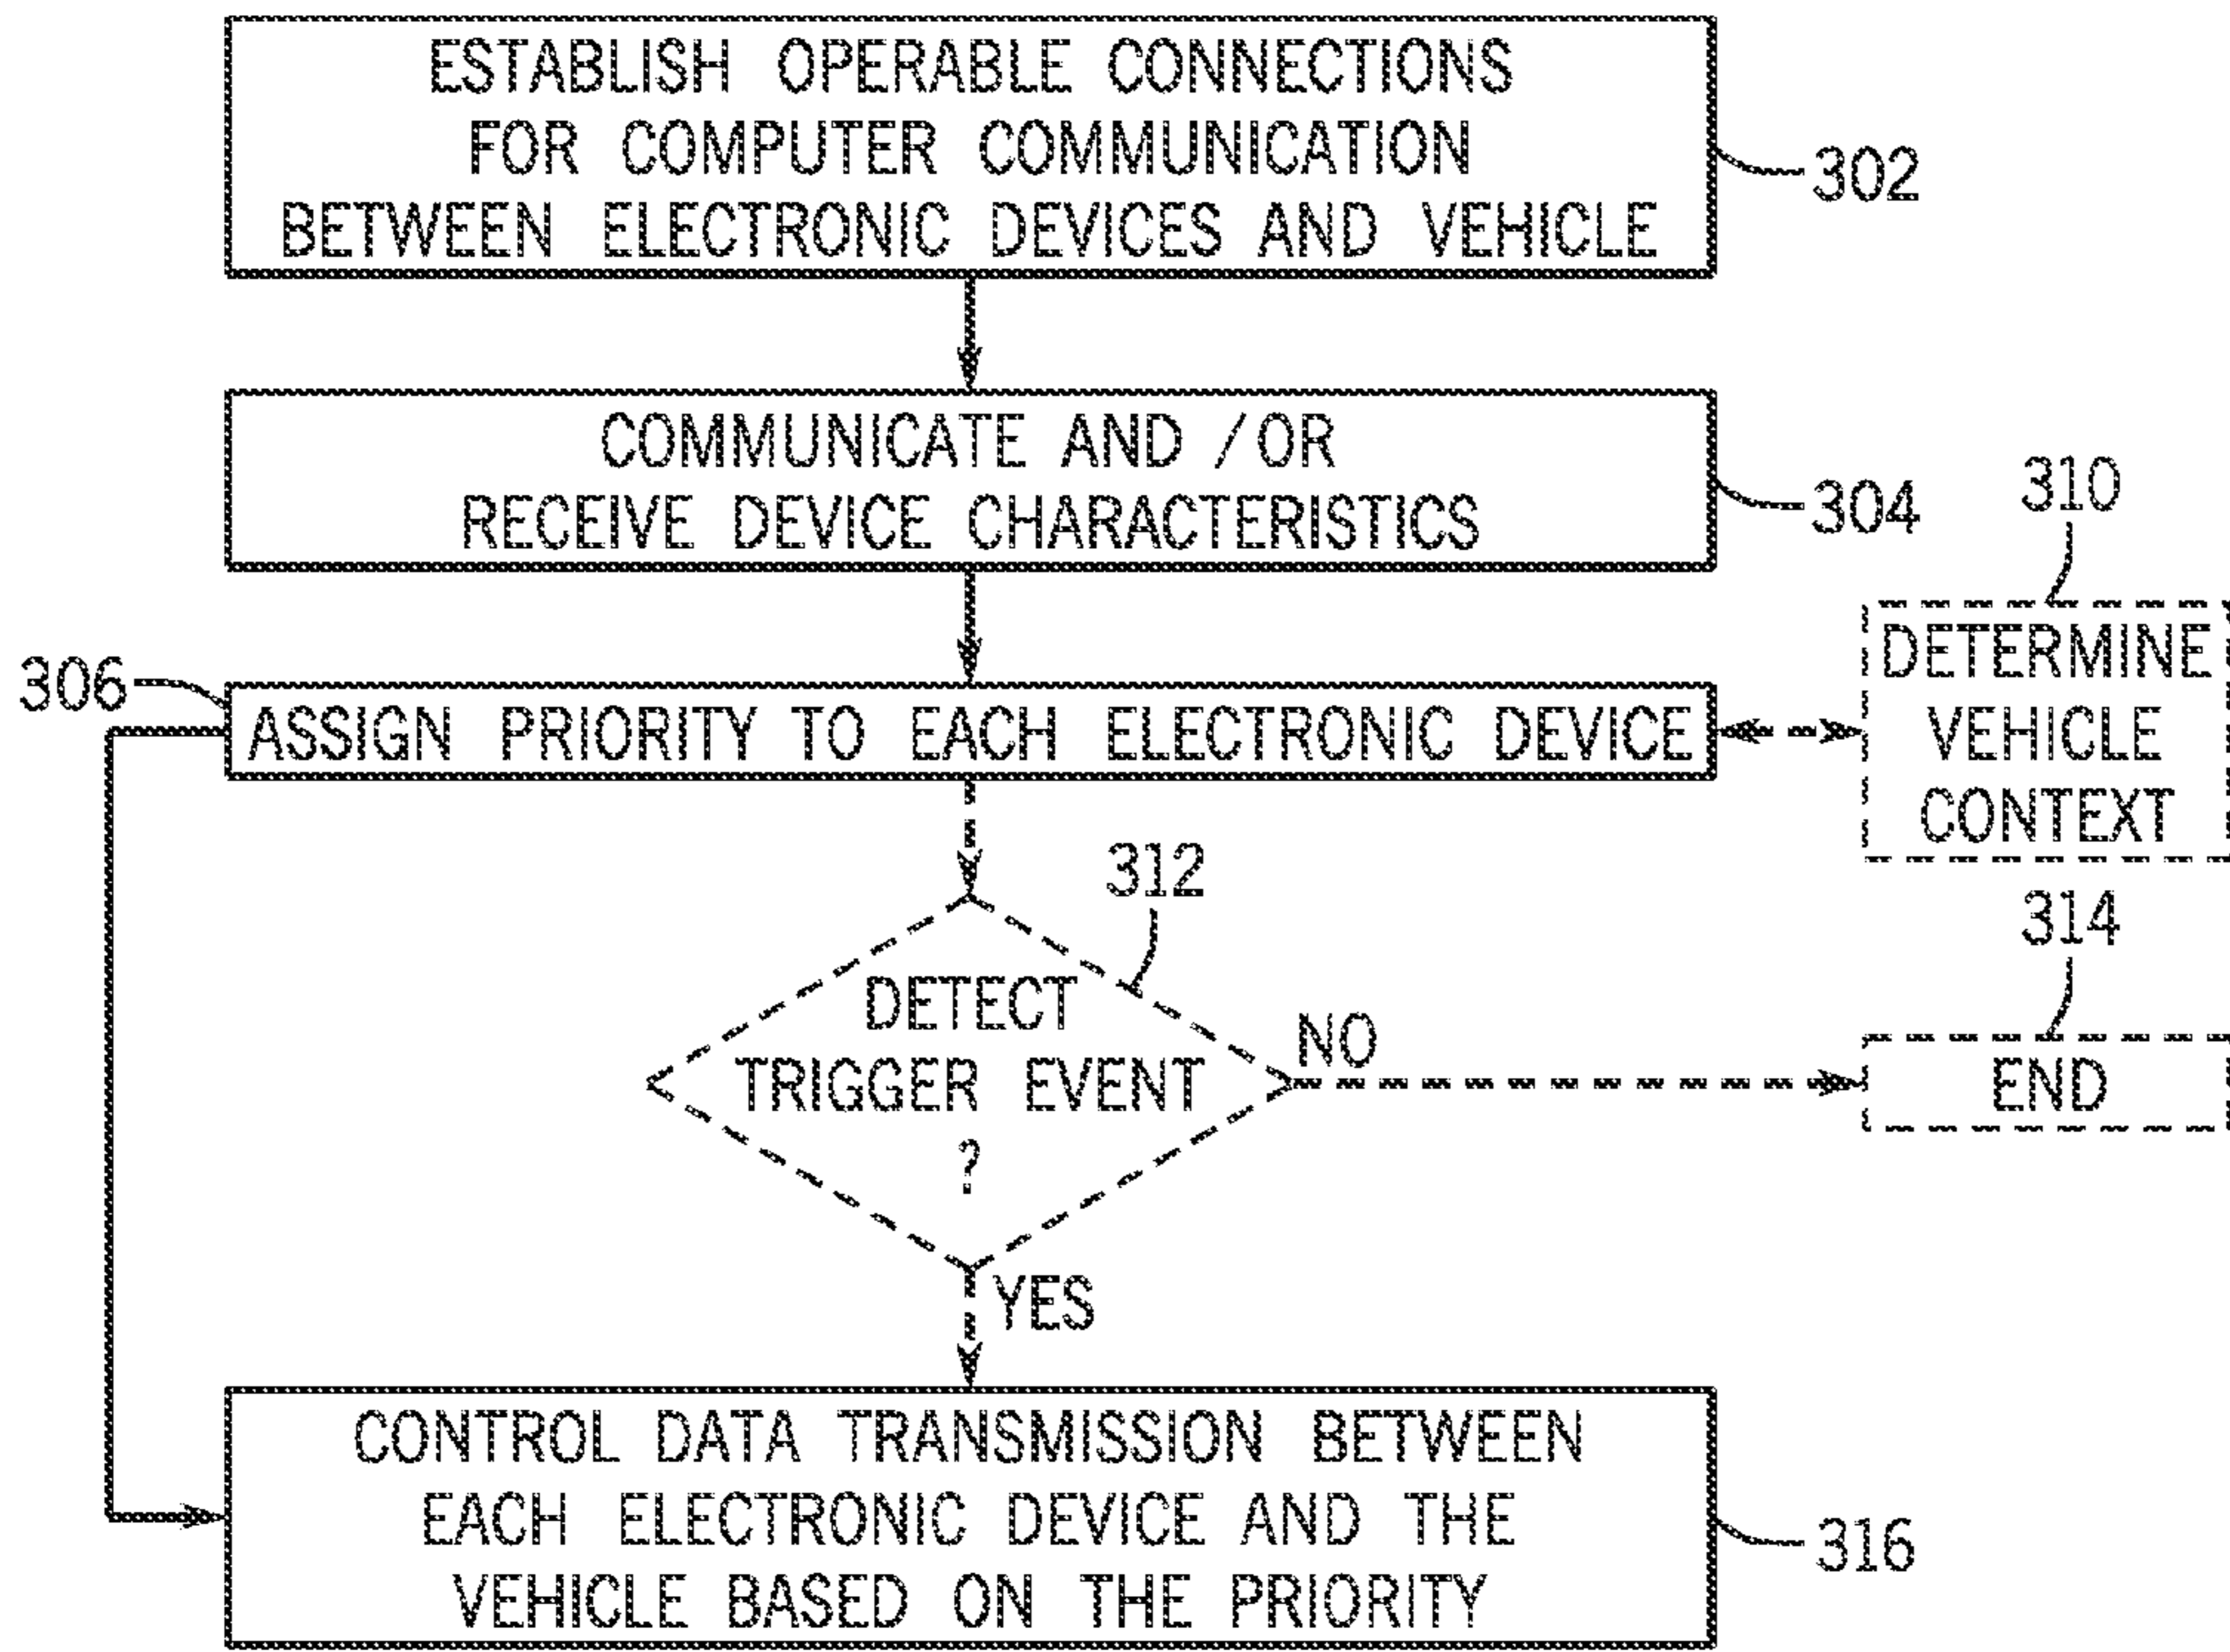 ESTABLISH OPERABLE CONNECTIONS
FOR COMPUTER COMMUNICATION
BETWEEN ELECTRONIC DEVICES AND VEHICLE
302
COMMUNICATE AND /OR
RECEIVE DEVICE CHARACTERISTICS
304
306
ASSIGN PRIORITY TO EACH ELECTRONIC DEVICE
310
DETERMINE
VEHICLE
CONTEXT
312
DETECT
TRIGGER EVENT
?
NO
314
END
YES
CONTROL DATA TRANSMISSION BETWEEN
EACH ELECTRONIC DEVICE AND THE
VEHICLE BASED ON THE PRIORITY
316